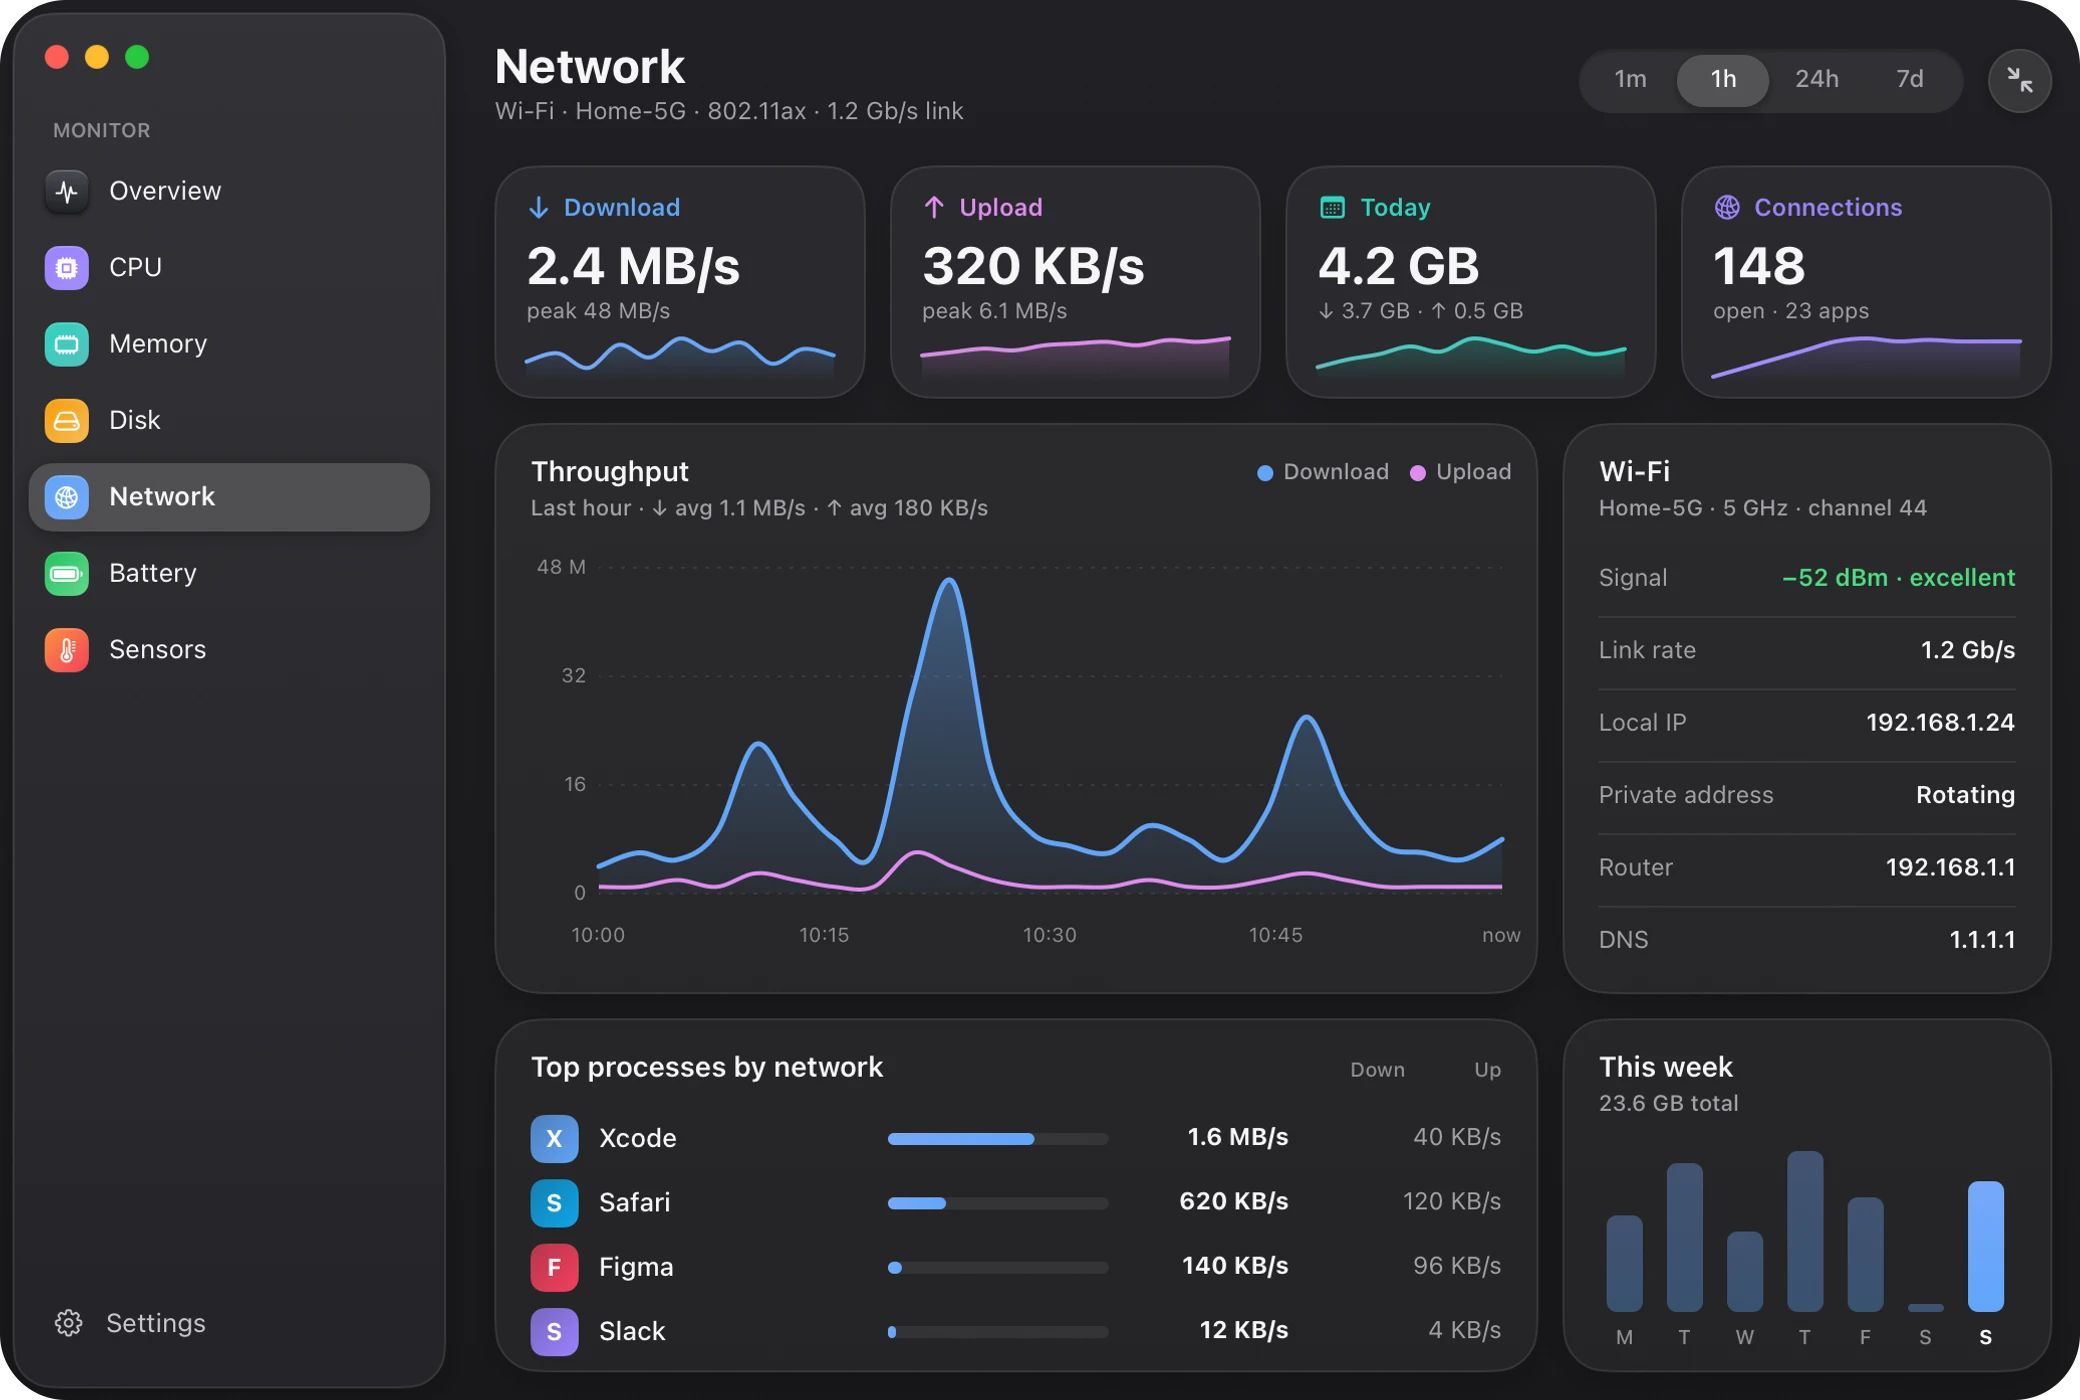 MONITOR
Overview
CPU
Memory
Disk
Network
Battery
Sensors
Settings
Network
Wi-Fi · Home-5G · 802.11ax · 1.2 Gb/s link
1m 1h 24h 7d
↓ Download
2.4 MB/s
peak 48 MB/s
↑ Upload
320 KB/s
peak 6.1 MB/s
Today
4.2 GB
↓ 3.7 GB · ↑ 0.5 GB
Connections
148
open · 23 apps
Throughput
Last hour · ↓ avg 1.1 MB/s · ↑ avg 180 KB/s
Download Upload
48 M
32
16
0
10:00 10:15 10:30 10:45 now
Wi-Fi
Home-5G · 5 GHz · channel 44
Signal −52 dBm · excellent
Link rate 1.2 Gb/s
Local IP 192.168.1.24
Private address Rotating
Router 192.168.1.1
DNS 1.1.1.1
Top processes by network Down Up
X Xcode 1.6 MB/s 40 KB/s
S Safari 620 KB/s 120 KB/s
F Figma 140 KB/s 96 KB/s
S Slack 12 KB/s 4 KB/s
This week
23.6 GB total
M T W T F S S